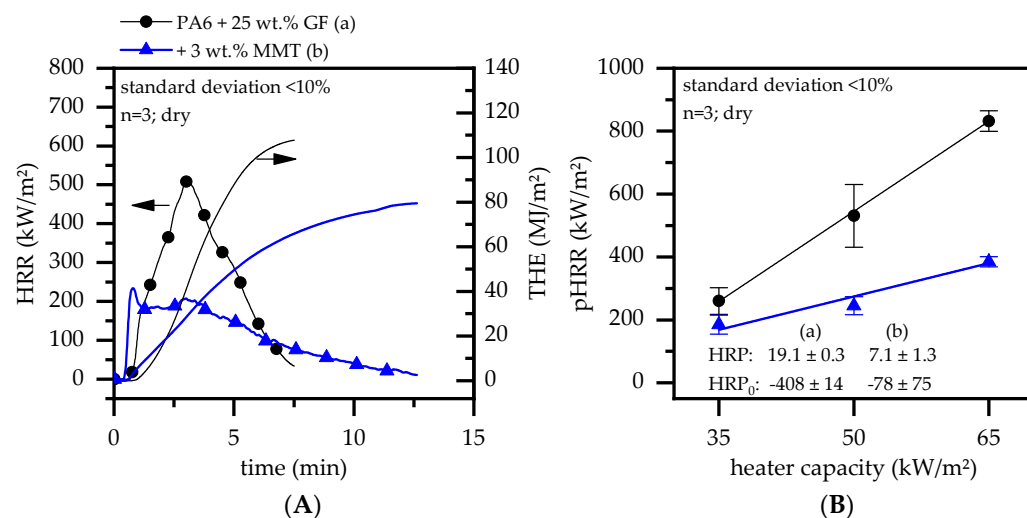 PA6 + 25 wt.% GF (a)
+ 3 wt.% MMT (b)
800
700
600
500
400
300
200
100
0
HRR (kW/m²)
standard deviation <10%
n=3; dry
140
120
100
80
60
40
20
0
THE (MJ/m²)
0 5 10 15
time (min)
(A)
1000
800
600
400
200
0
pHRR (kW/m²)
standard deviation <10%
n=3; dry
(a) (b)
HRP: 19.1 ± 0.3 7.1 ± 1.3
HRP₀: -408 ± 14 -78 ± 75
35 50 65
heater capacity (kW/m²)
(B)